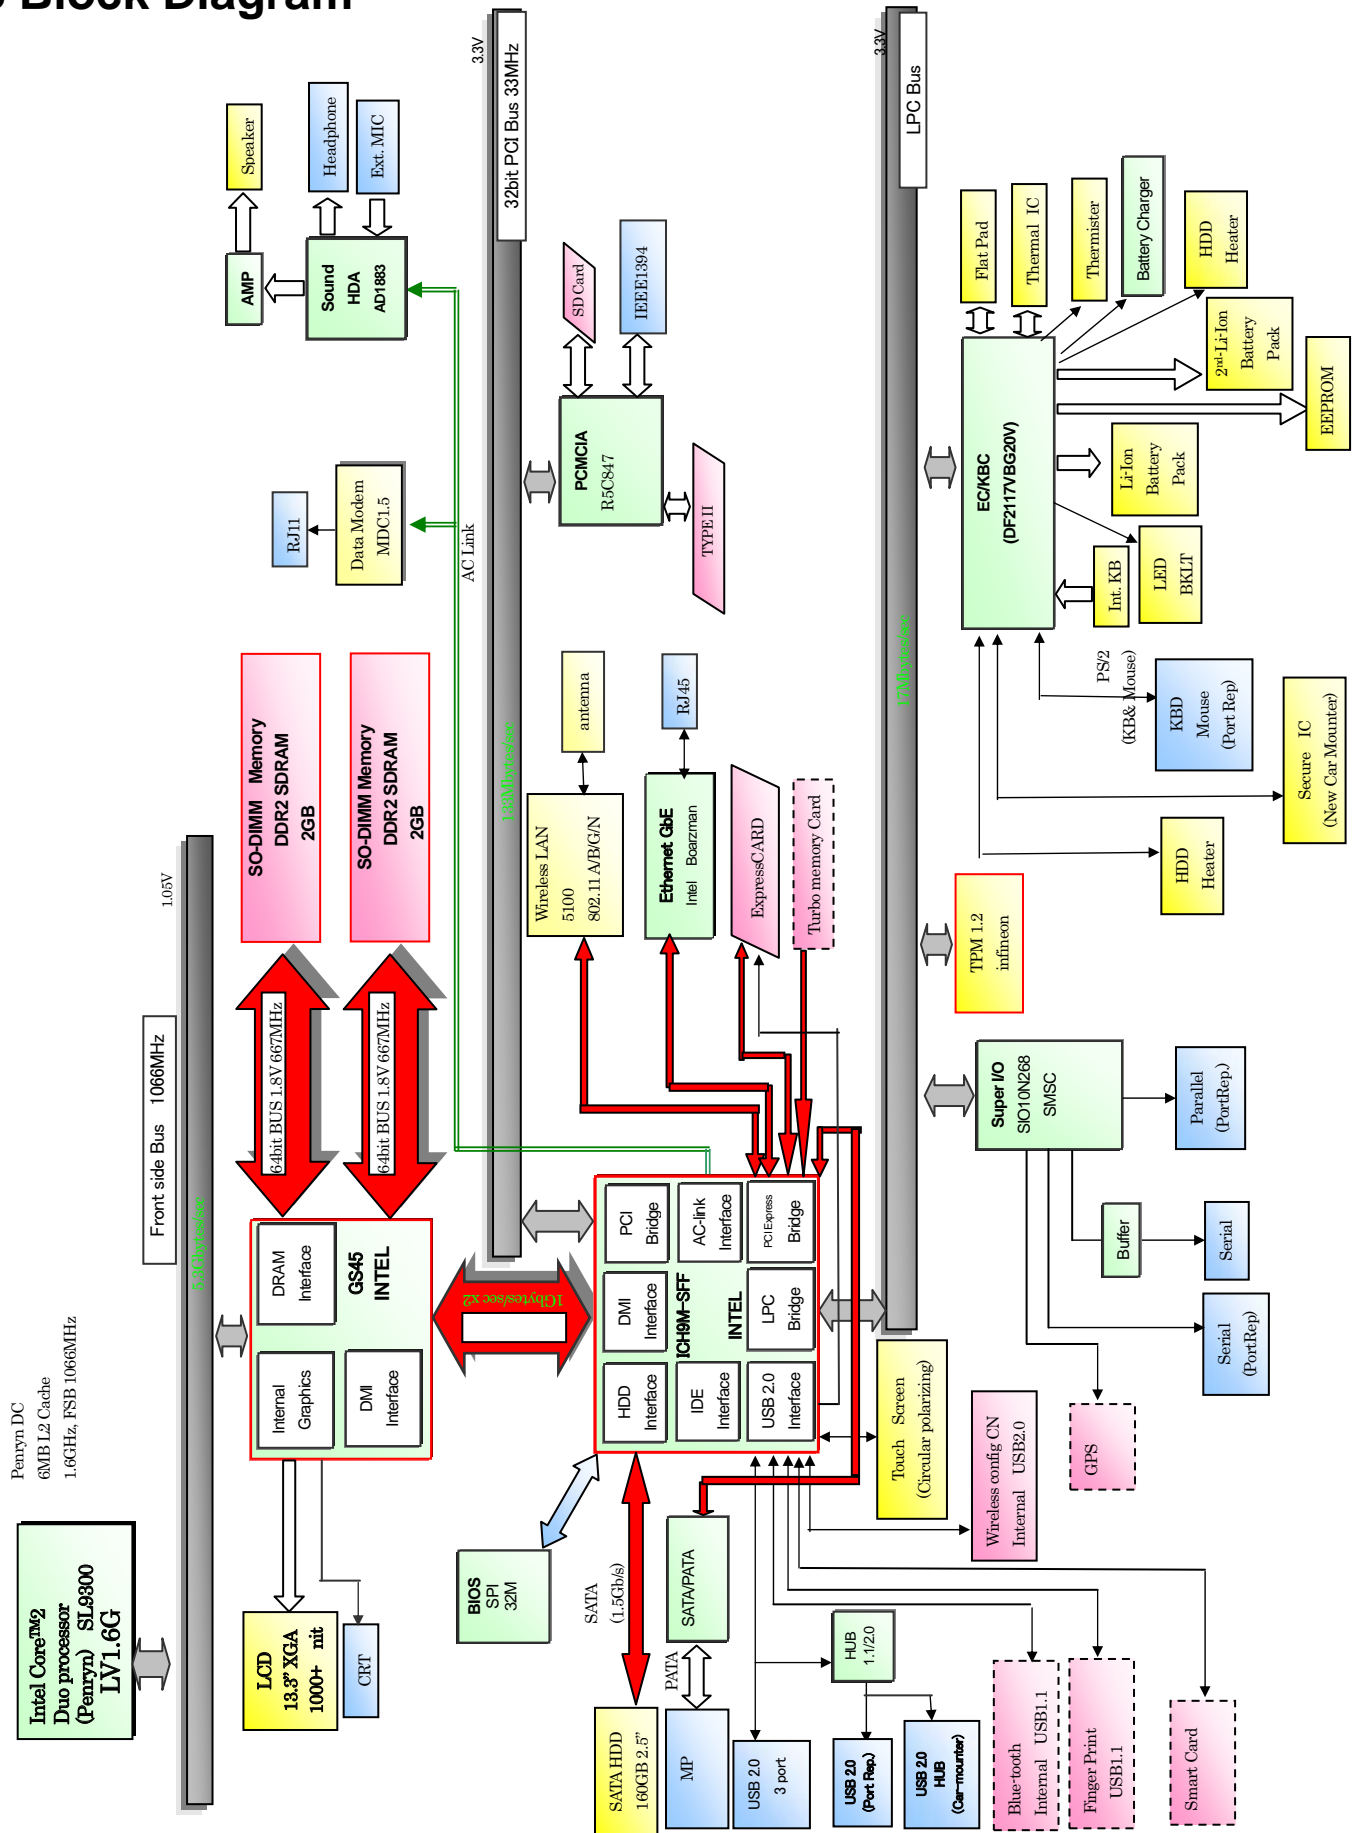 Block Diagram
Intel Core™2
Duo processor
(Penryn) SL9300
LV1.6G
Penryn DC
6MB L2 Cache
1.6GHz, FSB 1066MHz
Front side Bus 1066MHz
1.05V
LCD
13.3" XGA
1000+ nit
CRT
Internal
Graphics
DMI
Interface
DRAM
Interface
GS45
INTEL
64bit BUS 1.8V 667MHz
64bit BUS 1.8V 667MHz
SO-DIMM Memory
DDR2 SDRAM
2GB
SO-DIMM Memory
DDR2 SDRAM
2GB
RJ11
Data Modem
MDC1.5
AC Link
AMP
Speaker
Sound
HDA
AD1883
Headphone
Ext. MIC
3.3V
32bit PCI Bus 33MHz
133Mbytes/sec
1Gbytes/sec x2
BIOS
SPI
32M
SATA
(1.5Gb/s)
SATA HDD
160GB 2.5"
HDD
Interface
DMI
Interface
PCI
Bridge
ICH9M-SFF
INTEL
IDE
Interface
AC-link
Interface
USB 2.0
Interface
LPC
Bridge
PCI Express
Bridge
Wireless LAN
5100
802.11 A/B/G/N
antenna
Ethernet GbE
Intel Boarzman
RJ45
ExpressCARD
Turbo memory Card
PCMCIA
R5C847
SD Card
IEEE1394
TYPE II
SATA/PATA
PATA
MP
USB 2.0
3 port
HUB
1.1/2.0
USB 2.0
(Port Rep.)
USB 2.0
HUB
(Car-mounter)
Touch Screen
(Circular polarizing)
Wireless config CN
Internal USB2.0
Blue-tooth
Internal USB1.1
Finger Print
USB1.1
Smart Card
3.3V
LPC Bus
17Mbytes/sec
Super I/O
SIO10N268
SMSC
GPS
Serial
(PortRep)
Buffer
Serial
Parallel
(PortRep.)
TPM 1.2
infineon
EC/KBC
(DF2117VBG20V)
HDD
Heater
Secure IC
(New Car Mounter)
PS/2
(KB& Mouse)
KBD
Mouse
(Port Rep)
Int. KB
LED
BKLT
Li-Ion
Battery
Pack
EEPROM
2nd-Li-Ion
Battery
Pack
HDD
Heater
Battery Charger
Thermister
Thermal IC
Flat Pad